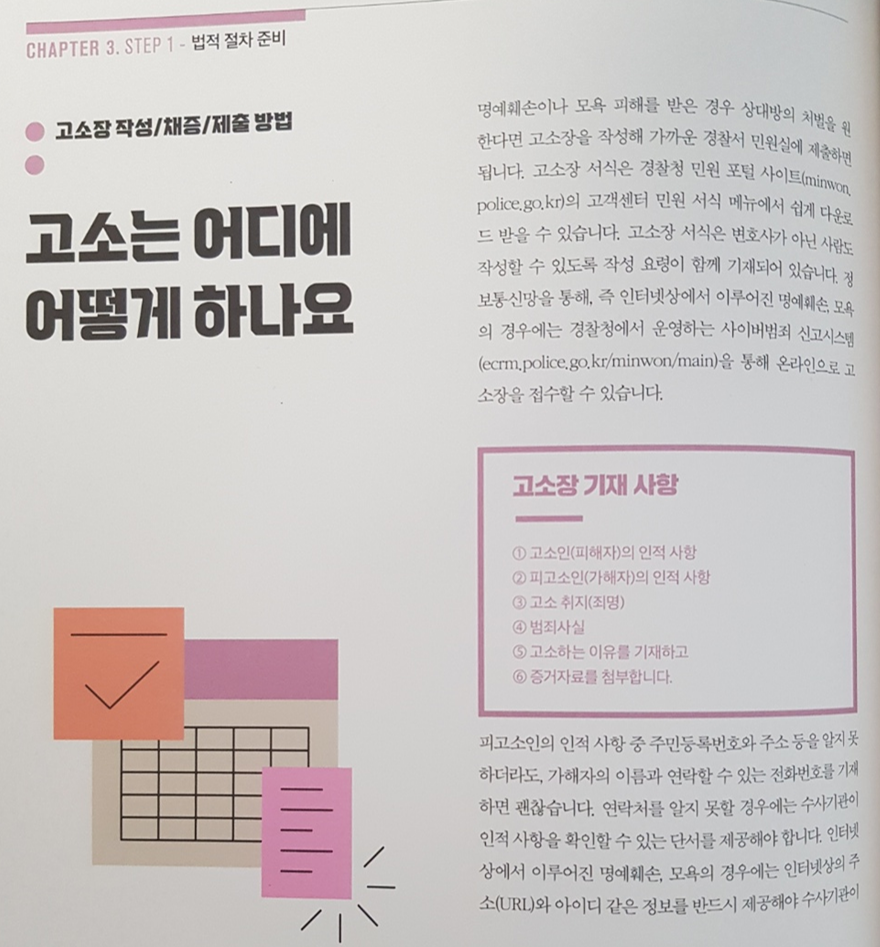 CHAPTER 3. STEP 1 - 법적 절차 준비
고소장 작성/채증/제출 방법
고소는 어디에
어떻게 하나요
명예훼손이나 모욕 피해를 받은 경우 상대방의 처벌을 원
한다면 고소장을 작성해 가까운 경찰서 민원실에 제출하면
됩니다. 고소장 서식은 경찰청 민원 포털 사이트(minwon.
police.go.kr)의 고객센터 민원 서식 메뉴에서 쉽게 다운로
드 받을 수 있습니다. 고소장 서식은 변호사가 아닌 사람도
작성할 수 있도록 작성 요령이 함께 기재되어 있습니다. 정
보통신망을 통해, 즉 인터넷상에서 이루어진 명예훼손, 모욕
의 경우에는 경찰청에서 운영하는 사이버범죄 신고시스템
(ecrm.police.go.kr/minwon/main)을 통해 온라인으로 고
소장을 접수할 수 있습니다.
고소장 기재 사항
① 고소인(피해자)의 인적 사항
② 피고소인(가해자)의 인적 사항
③ 고소 취지(죄명)
④ 범죄사실
⑤ 고소하는 이유를 기재하고
⑥ 증거자료를 첨부합니다.
피고소인의 인적 사항 중 주민등록번호와 주소 등을 알지 못
하더라도, 가해자의 이름과 연락할 수 있는 전화번호를 기재
하면 괜찮습니다. 연락처를 알지 못할 경우에는 수사기관이
인적 사항을 확인할 수 있는 단서를 제공해야 합니다. 인터넷
상에서 이루어진 명예훼손, 모욕의 경우에는 인터넷상의 주
소(URL)와 아이디 같은 정보를 반드시 제공해야 수사기관이